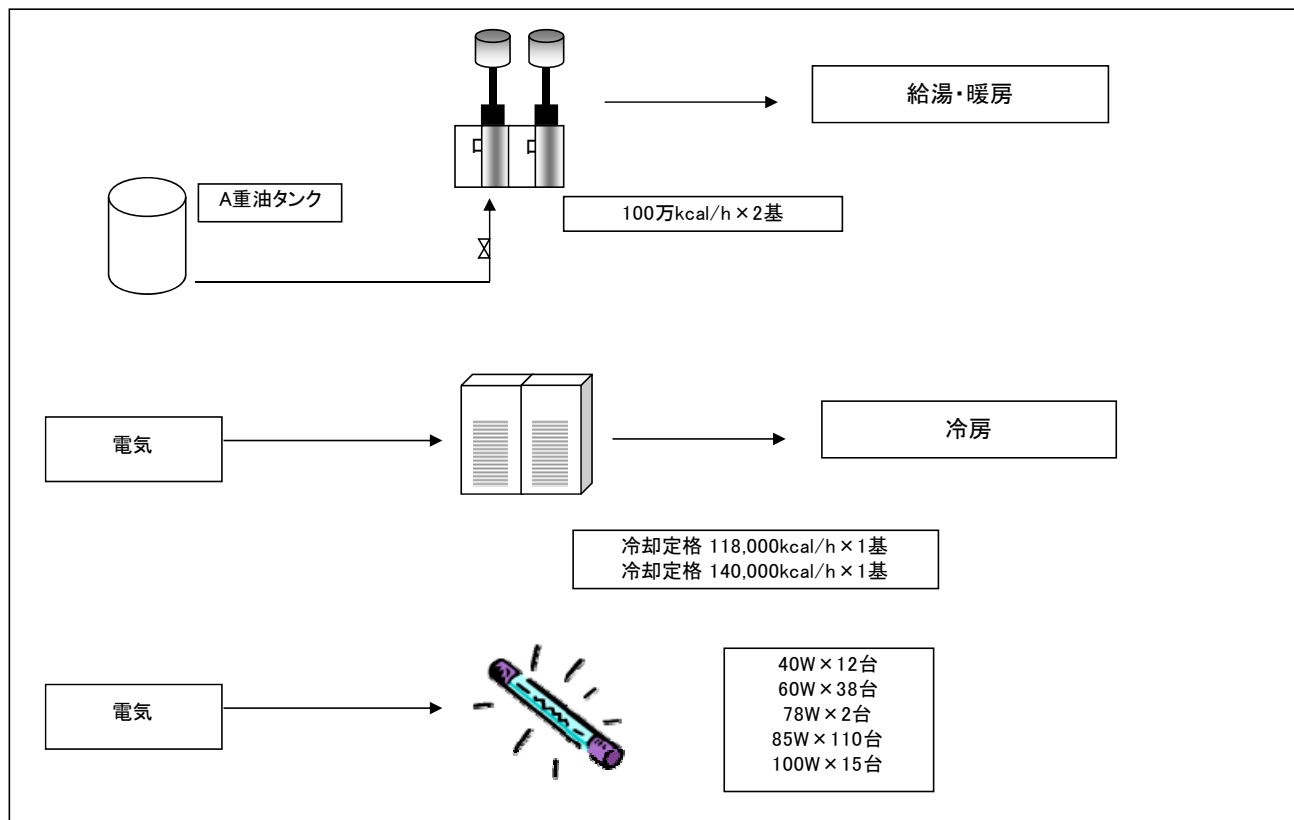 給湯・暖房
A重油タンク
100万kcal/h×2基
電気
冷房
冷却定格 118,000kcal/h×1基
冷却定格 140,000kcal/h×1基
電気
40W×12台
60W×38台
78W×2台
85W×110台
100W×15台